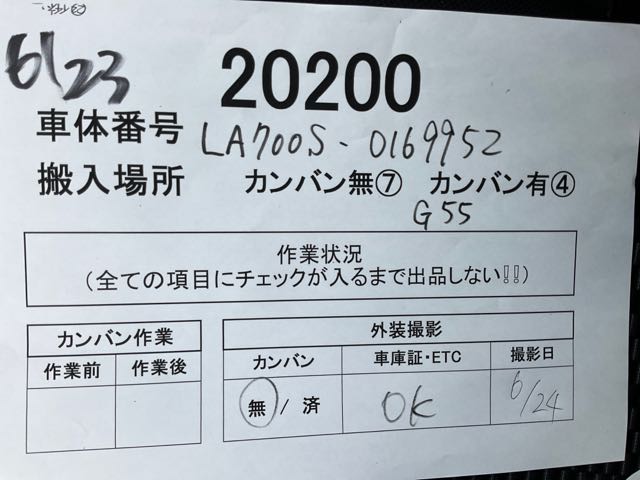 6/23
20200
車体番号 LA700S-0169952
搬入場所 カンバン無⑦ カンバン有④
G55
作業状況
(全ての項目にチェックが入るまで出品しない!!)
カンバン作業
作業前 作業後
外装撮影
カンバン 車庫証・ETC 撮影日
無 / 済 OK 6/24